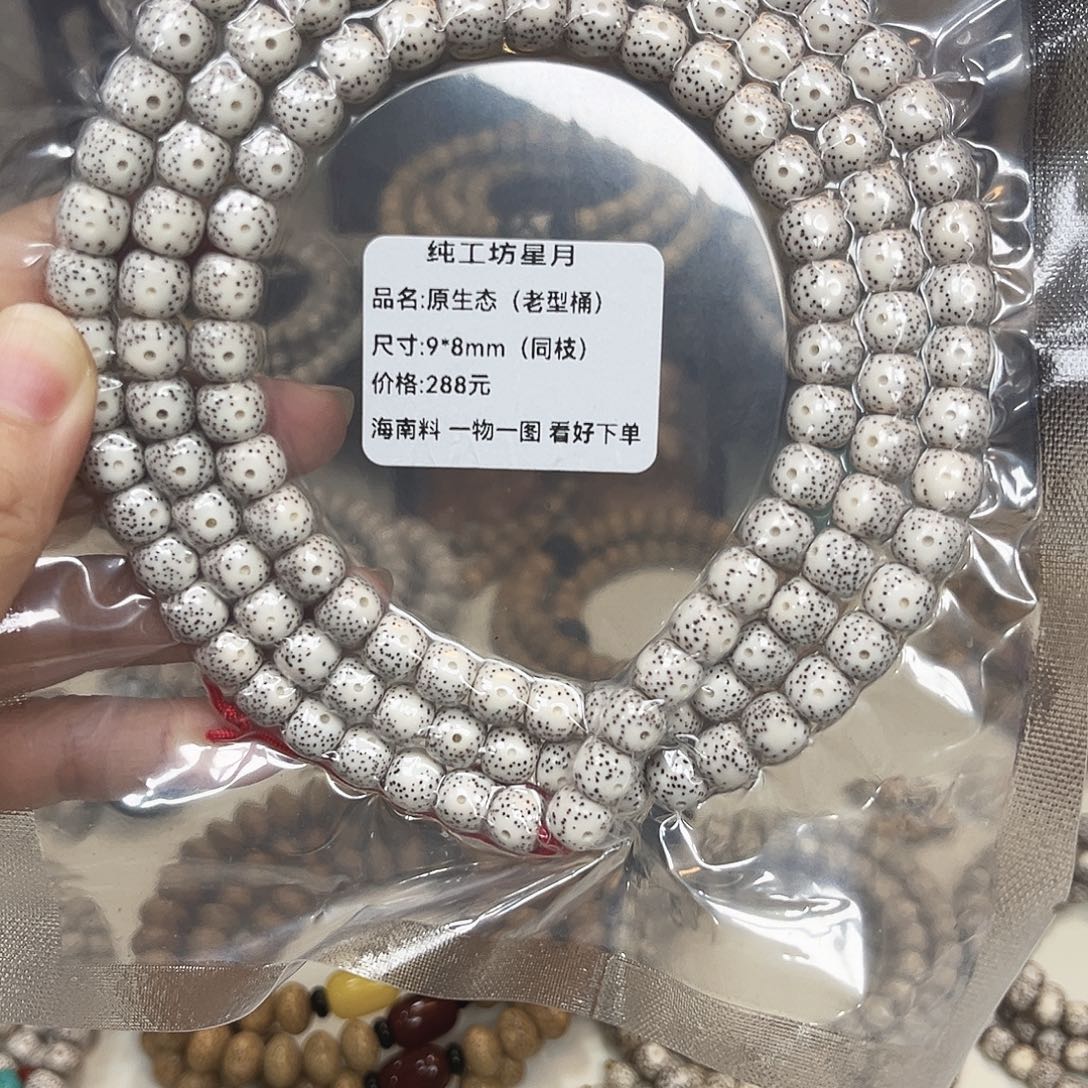 纯工坊星月
品名:原生态（老型桶）
尺寸:9*8mm（同枝）
价格:288元
海南料 一物一图 看好下单